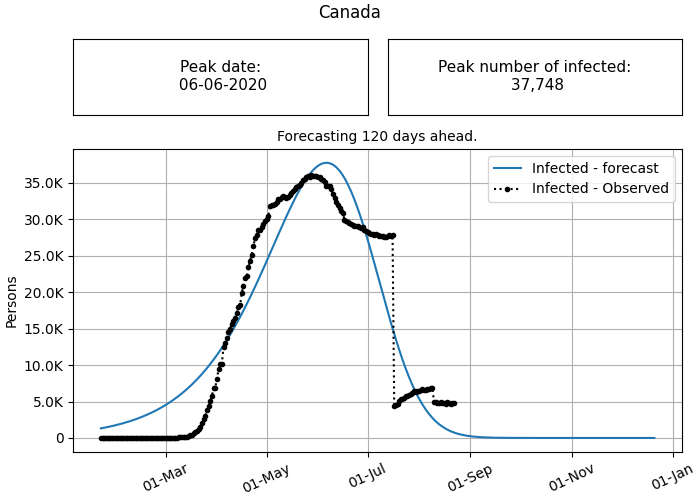 Canada
Peak date:
06-06-2020
Peak number of infected:
37,748
Forecasting 120 days ahead.
Infected - forecast
Infected - Observed
35.0K
30.0K
25.0K
20.0K
15.0K
10.0K
5.0K
0
Persons
01-Mar
01-May
01-Jul
01-Sep
01-Nov
01-Jan